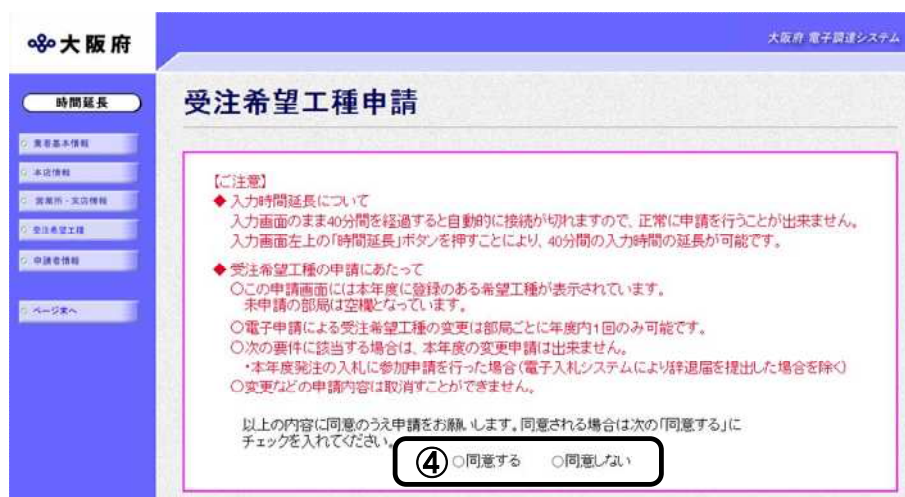 大阪府
大阪府 電子調達システム
時間延長
業者基本情報
本店情報
営業所・支店情報
受注希望工種
申請者情報
ページ末へ
受注希望工種申請
【ご注意】
◆ 入力時間延長について
入力画面のまま40分間を経過すると自動的に接続が切れますので、正常に申請を行うことが出来ません。
入力画面左上の「時間延長」ボタンを押すことにより、40分間の入力時間の延長が可能です。
◆ 受注希望工種の申請にあたって
○この申請画面には本年度に登録のある希望工種が表示されています。
未申請の部局は空欄となっています。
○電子申請による受注希望工種の変更は部局ごとに年度内1回のみ可能です。
○次の要件に該当する場合は、本年度の変更申請は出来ません。
・本年度発注の入札に参加申請を行った場合(電子入札システムにより辞退届を提出した場合を除く)
○変更などの申請内容は取消すことができません。
以上の内容に同意のうえ申請をお願いします。同意される場合は次の「同意する」に
チェックを入れてください。
④ ○同意する ○同意しない